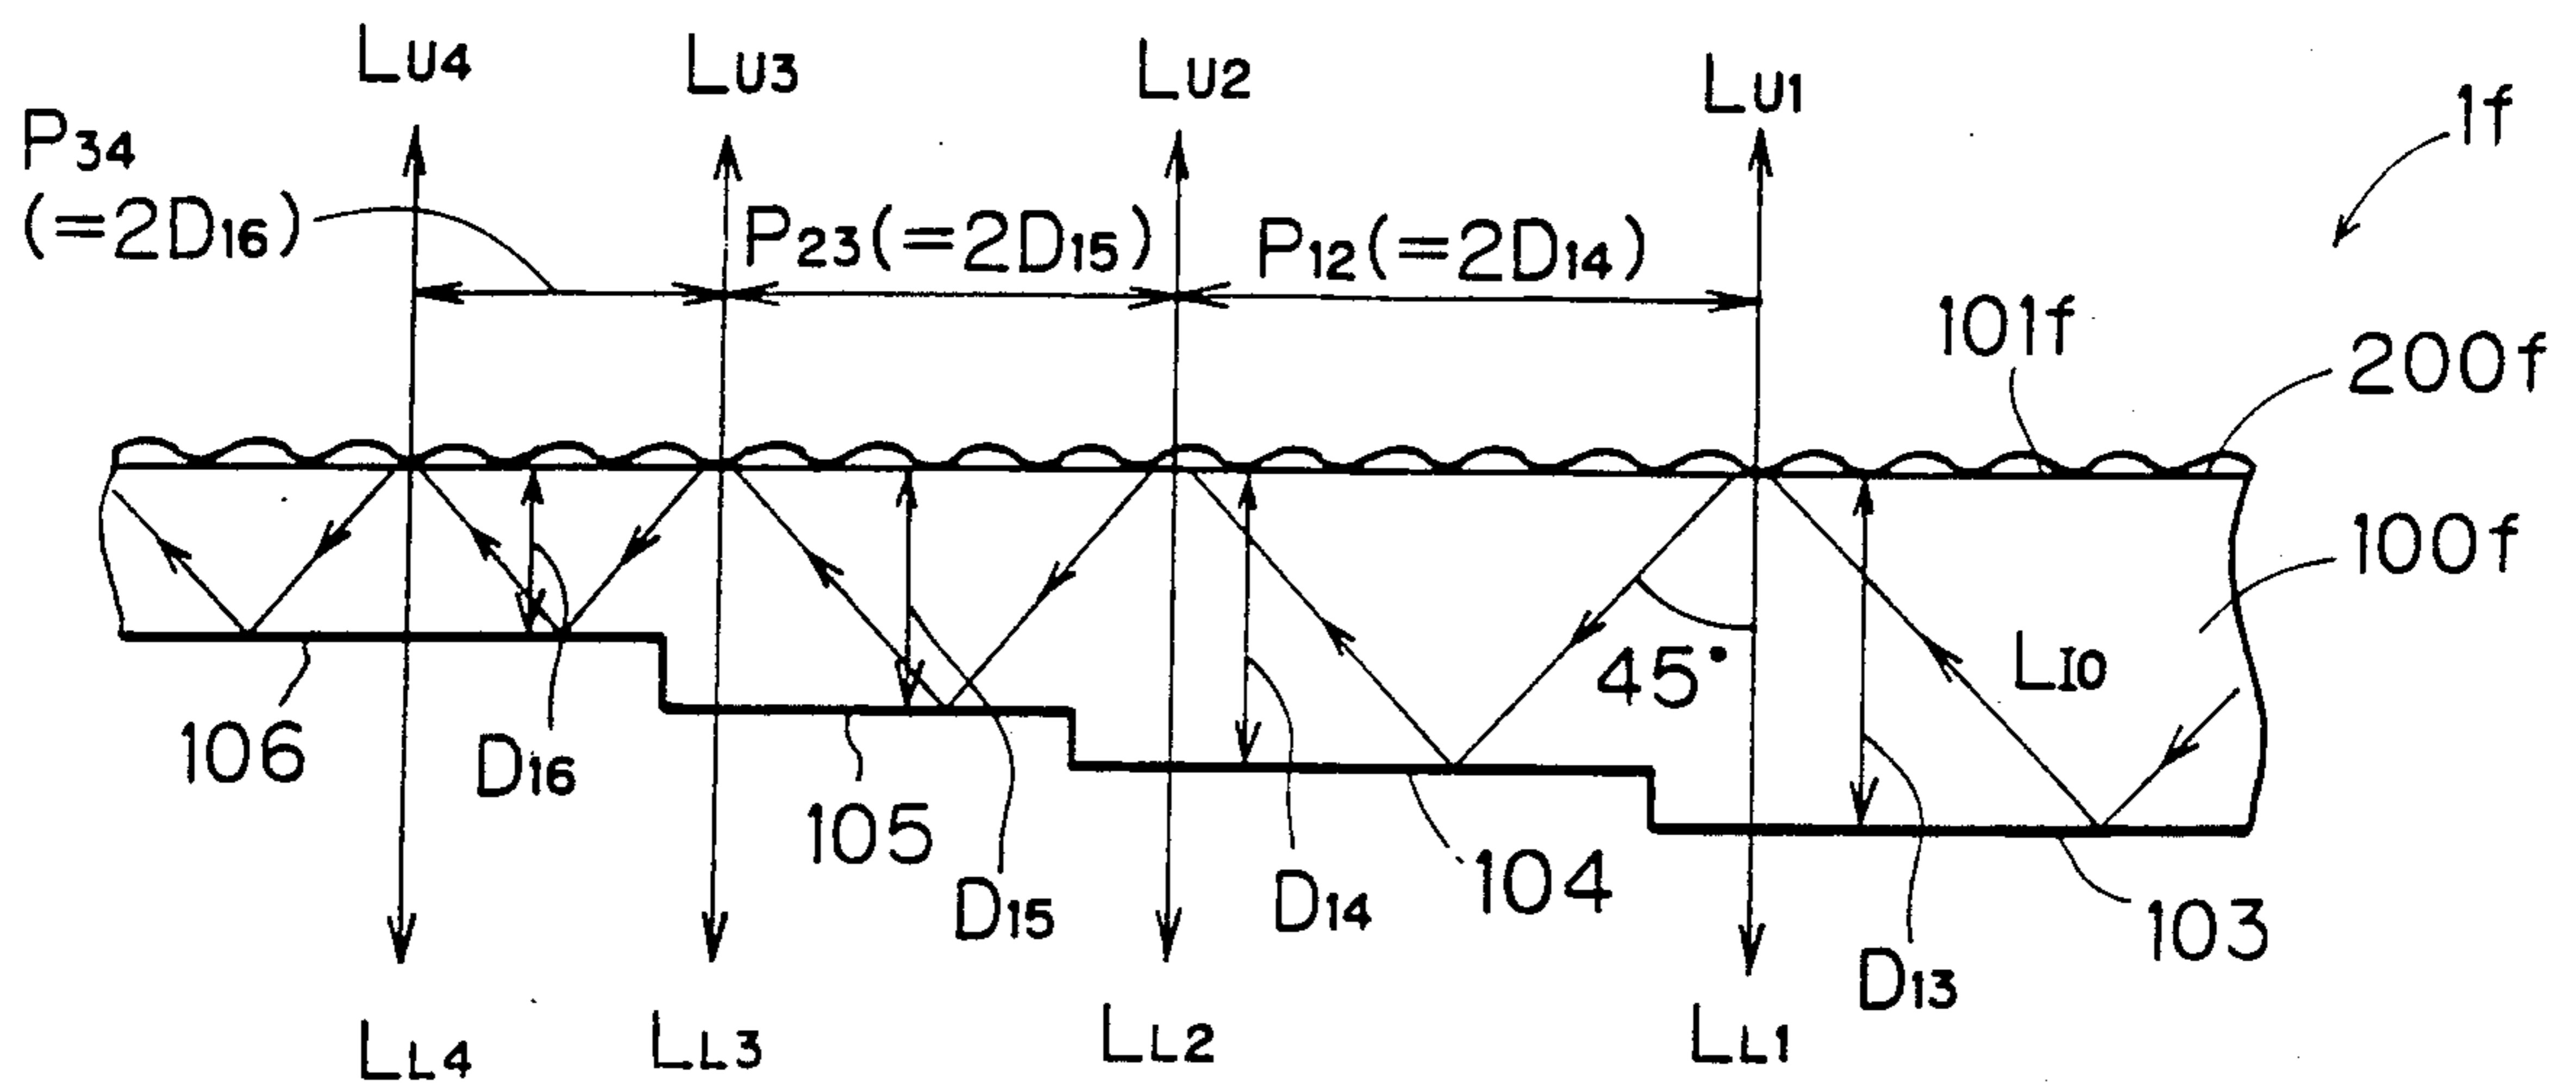 LU4 LU3 LU2 LU1
1f
P34
(=2D16)
P23(=2D15)
P12(=2D14)
101f
200f
100f
45°
LI0
106
D16
105
D15
D14
104
D13
103
LL4 LL3 LL2 LL1